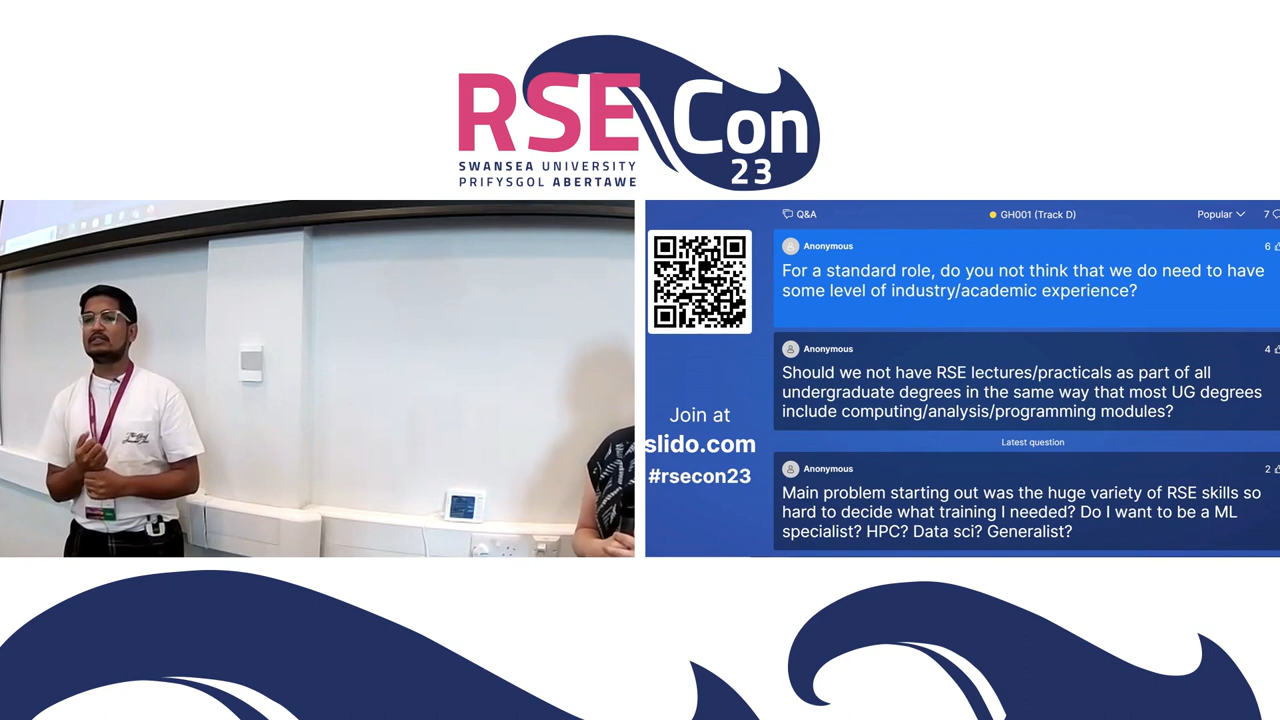 RSE Con
23
SWANSEA UNIVERSITY
PRIFYSGOL ABERTAWE
Q&A
GH001 (Track D)
Popular
7
Anonymous
6
For a standard role, do you not think that we do need to have
some level of industry/academic experience?
Anonymous
4
Should we not have RSE lectures/practicals as part of all
undergraduate degrees in the same way that most UG degrees
include computing/analysis/programming modules?
Latest question
Anonymous
2
Main problem starting out was the huge variety of RSE skills so
hard to decide what training I needed? Do I want to be a ML
specialist? HPC? Data sci? Generalist?
Join at
slido.com
#rsecon23